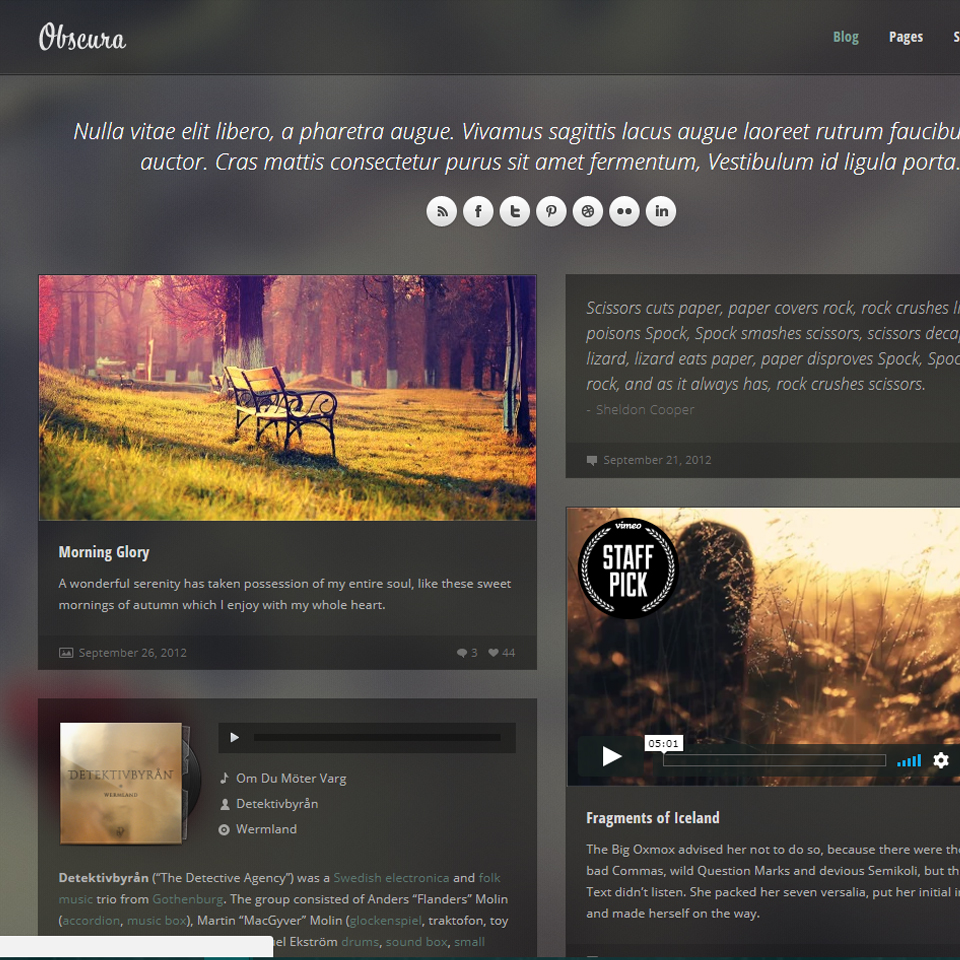 Obscura
Blog Pages S
Nulla vitae elit libero, a pharetra augue. Vivamus sagittis lacus augue laoreet rutrum faucibu
auctor. Cras mattis consectetur purus sit amet fermentum, Vestibulum id ligula porta.
Morning Glory
A wonderful serenity has taken possession of my entire soul, like these sweet
mornings of autumn which I enjoy with my whole heart.
September 26, 2012 3 44
DETEKTIVBYRÅN
WERMLAND
Om Du Möter Varg
Detektivbyrån
Wermland
Detektivbyrån (“The Detective Agency”) was a Swedish electronica and folk
music trio from Gothenburg. The group consisted of Anders “Flanders” Molin
(accordion, music box), Martin “MacGyver” Molin (glockenspiel, traktofon, toy
el Ekström drums, sound box, small
Scissors cuts paper, paper covers rock, rock crushes li
poisons Spock, Spock smashes scissors, scissors decap
lizard, lizard eats paper, paper disproves Spock, Spoc
rock, and as it always has, rock crushes scissors.
- Sheldon Cooper
September 21, 2012
vimeo
STAFF
PICK
05:01
Fragments of Iceland
The Big Oxmox advised her not to do so, because there were the
bad Commas, wild Question Marks and devious Semikoli, but th
Text didn’t listen. She packed her seven versalia, put her initial in
and made herself on the way.